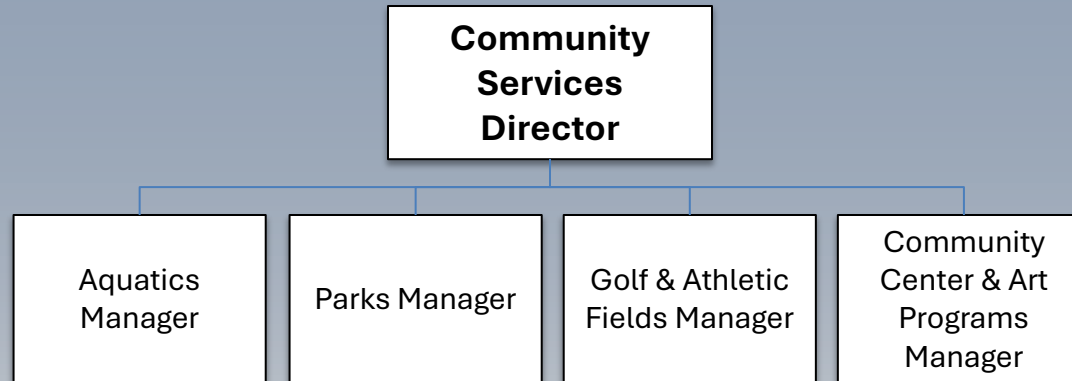 Community
Services
Director
Aquatics
Manager
Parks Manager
Golf & Athletic
Fields Manager
Community
Center & Art
Programs
Manager